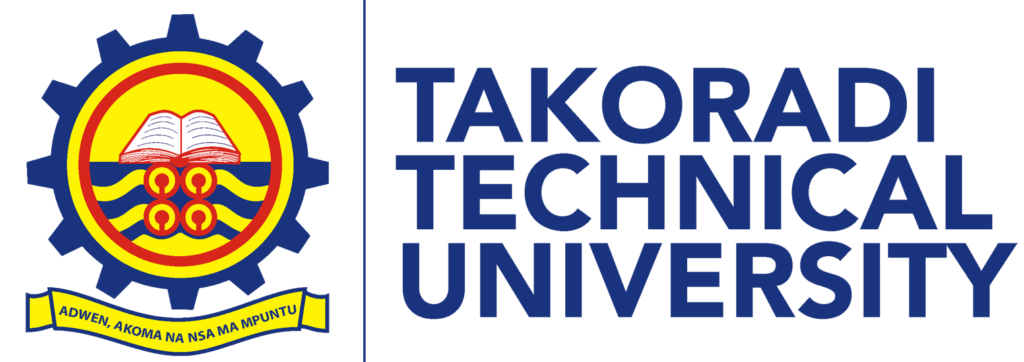 ADWEN, AKOMA NA NSA MA MPUNTU
TAKORADI
TECHNICAL
UNIVERSITY